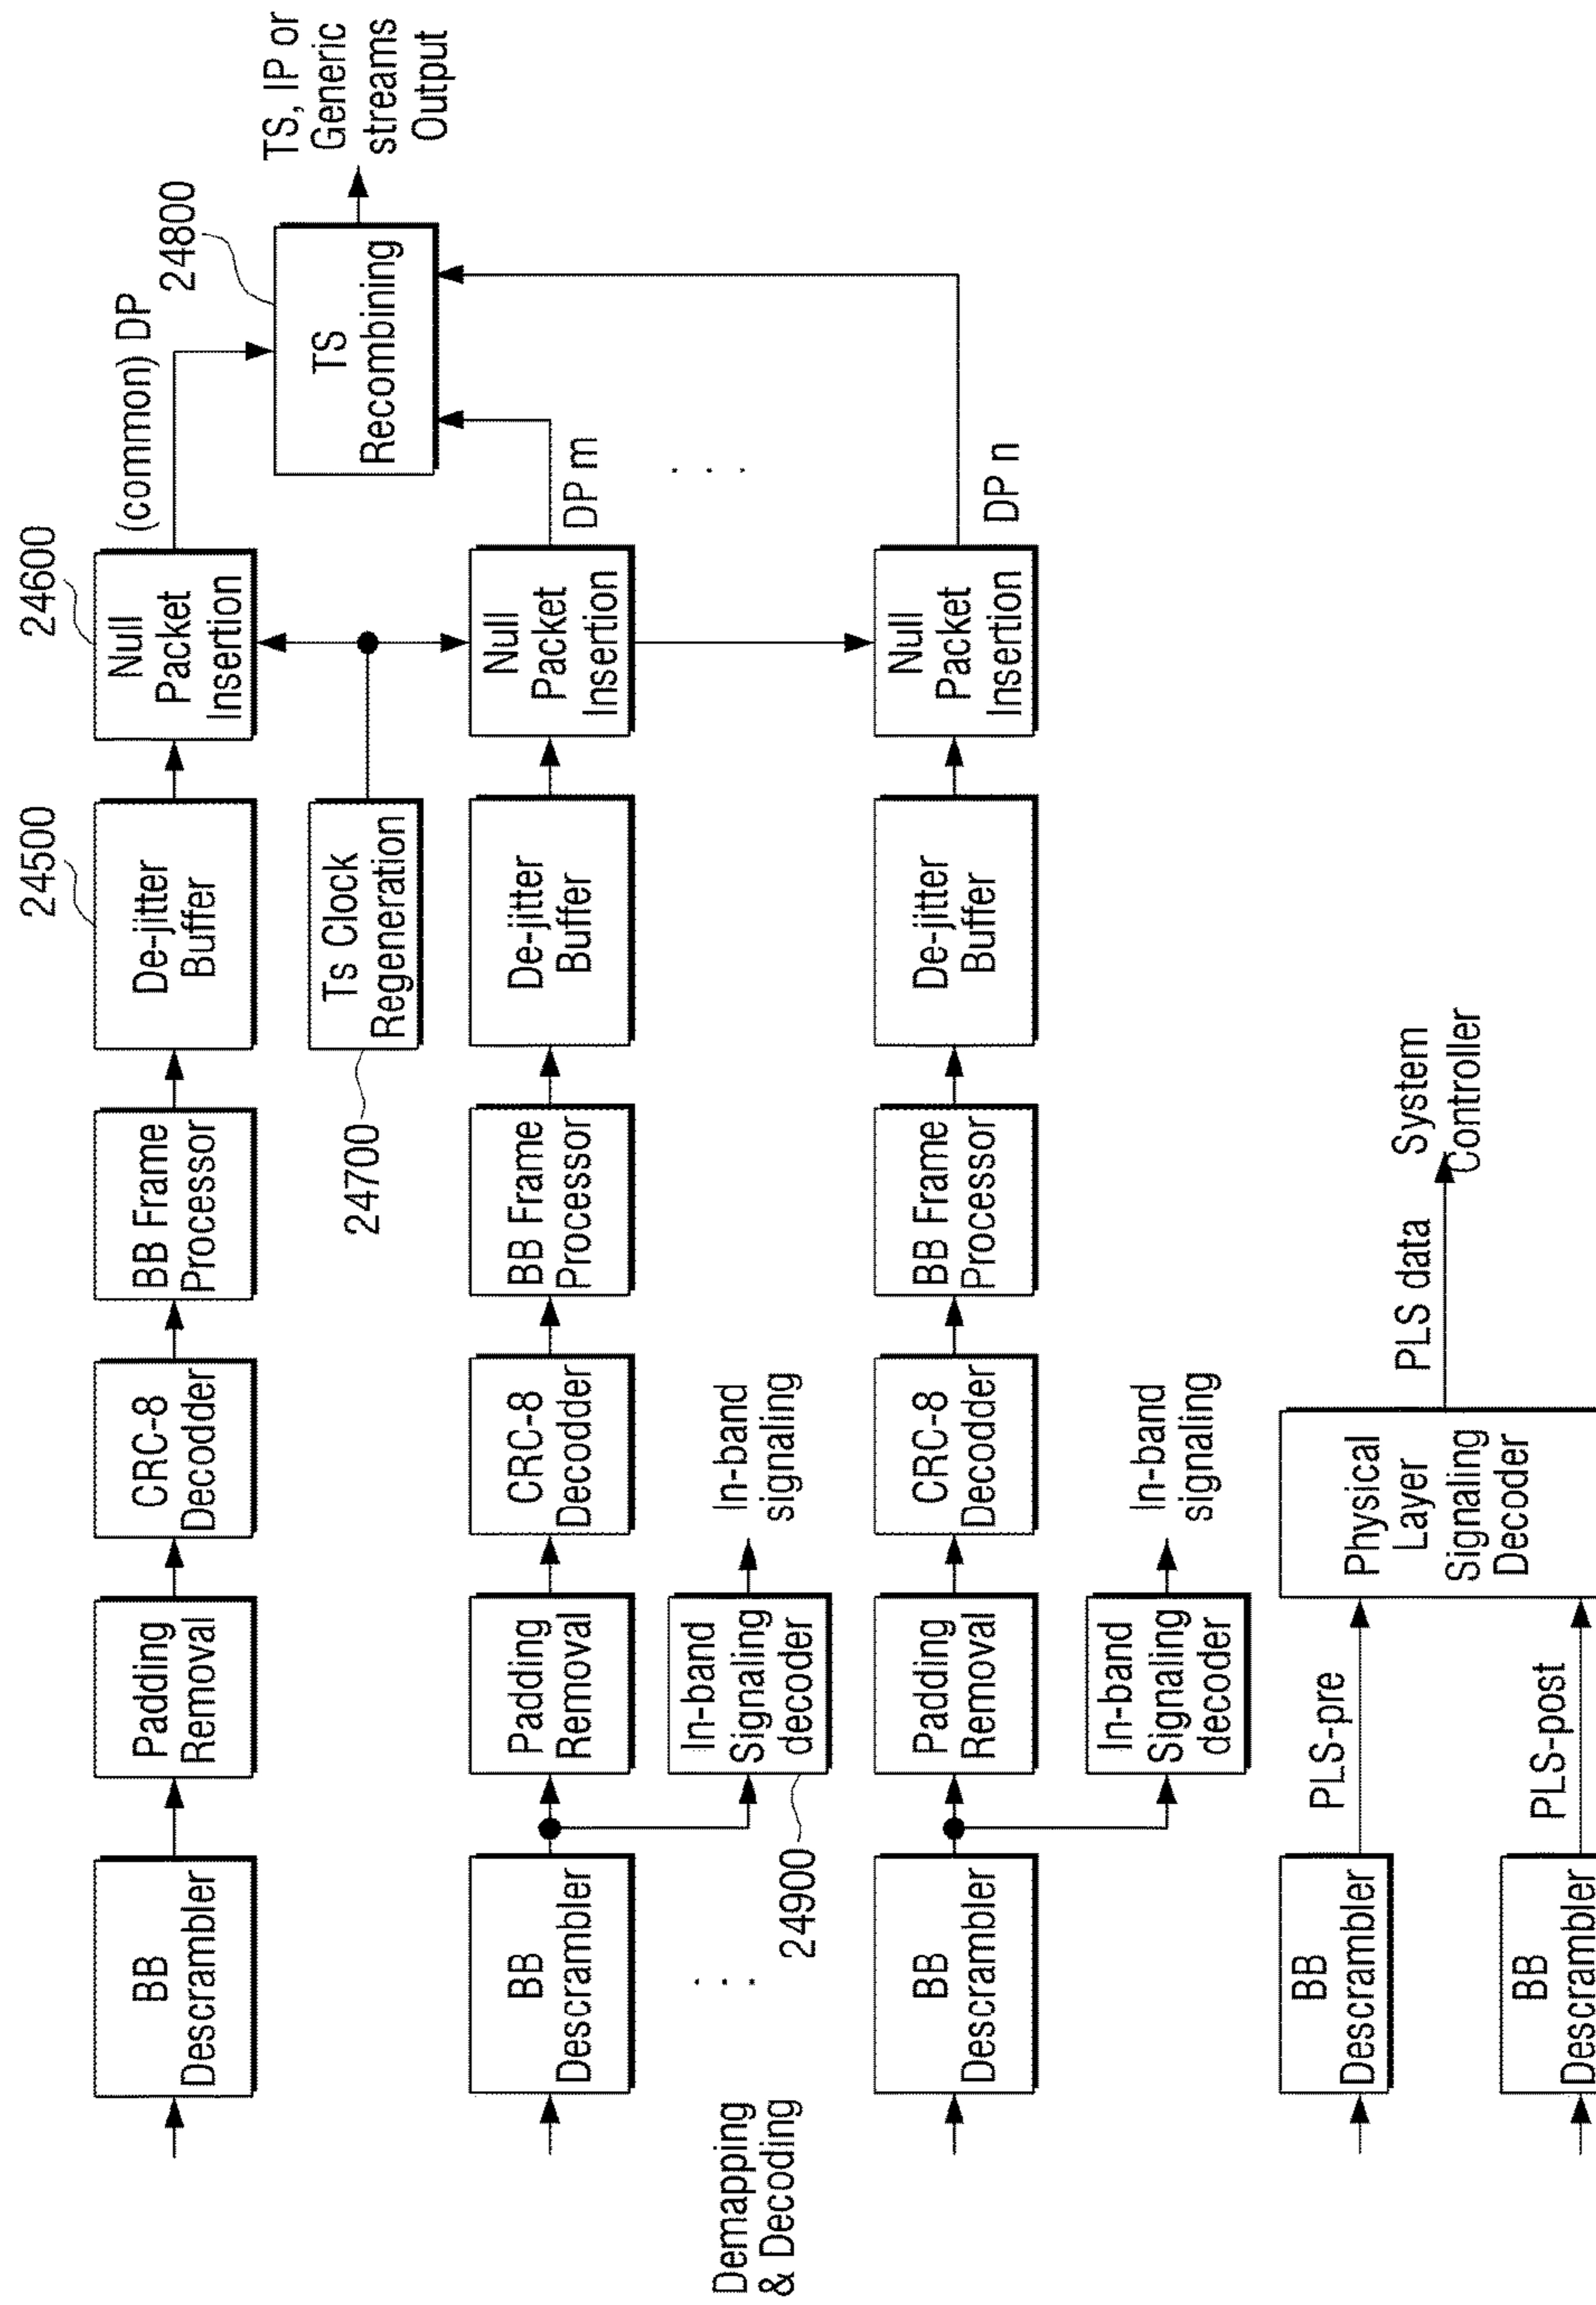 24500
24600
BB
Descrambler
Padding
Removal
CRC-8
Decodder
BB Frame
Processor
De-jitter
Buffer
Null
Packet
Insertion
(common) DP
24800
24700
Ts Clock
Regeneration
TS
Recombining
TS, IP or
Generic
streams
Output
BB
Descrambler
Padding
Removal
CRC-8
Decodder
BB Frame
Processor
De-jitter
Buffer
Null
Packet
Insertion
DP m
. . .
24900
In-band
Signaling
decoder
In-band
signaling
. . .
Demapping
& Decoding
BB
Descrambler
Padding
Removal
CRC-8
Decodder
BB Frame
Processor
De-jitter
Buffer
Null
Packet
Insertion
DP n
In-band
Signaling
decoder
In-band
signaling
BB
Descrambler
PLS-pre
Physical
Layer
Signaling
Decoder
PLS data
System
Controller
BB
Descrambler
PLS-post